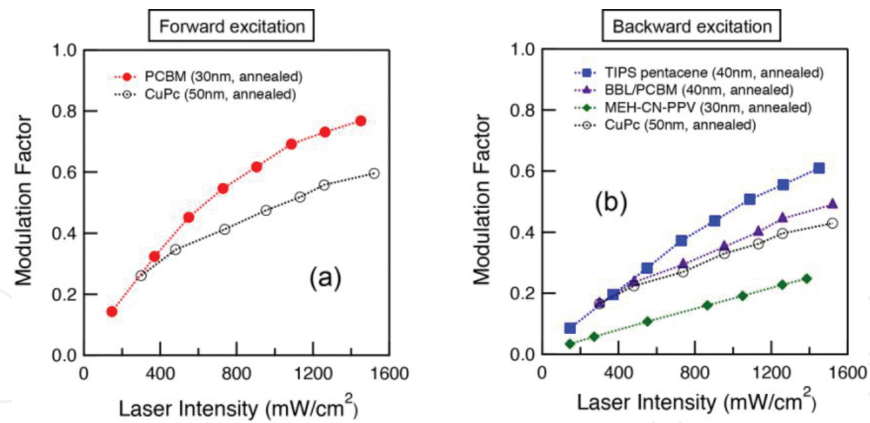 Forward excitation
1.0
0.8
0.6
0.4
0.2
0.0
Modulation Factor
PCBM (30nm, annealed)
CuPc (50nm, annealed)
(a)
0 400 800 1200 1600
Laser Intensity (mW/cm²)
Backward excitation
1.0
0.8
0.6
0.4
0.2
0.0
Modulation Factor
TIPS pentacene (40nm, annealed)
BBL/PCBM (40nm, annealed)
MEH-CN-PPV (30nm, annealed)
CuPc (50nm, annealed)
(b)
0 400 800 1200 1600
Laser Intensity (mW/cm²)